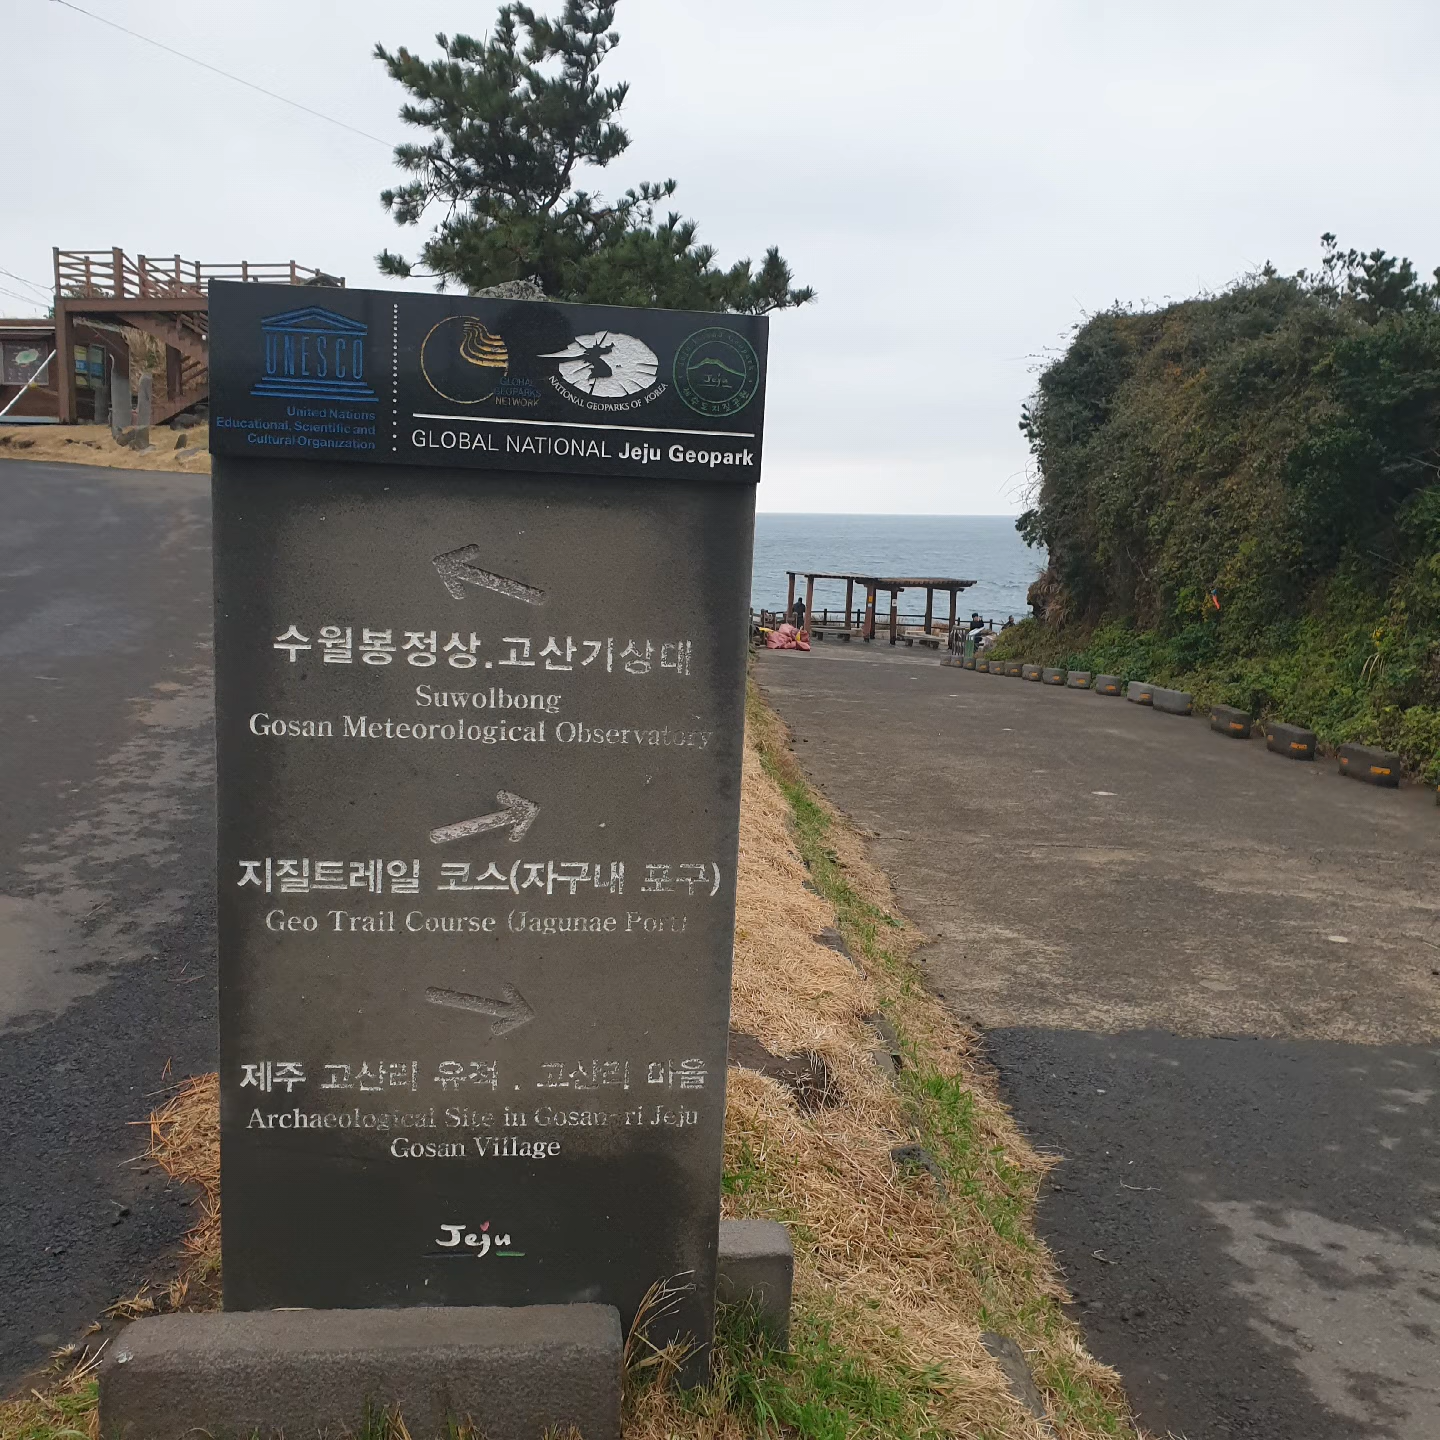 UNESCO
United Nations
Educational, Scientific and
Cultural Organization
GLOBAL
GEOPARKS
NETWORK
NATIONAL GEOPARKS OF KOREA
Jeju
GLOBAL NATIONAL Jeju Geopark
수월봉정상.고산기상대
Suwolbong
Gosan Meteorological Observatory
지질트레일 코스(자구내 포구)
Geo Trail Course (Jagunae Port)
제주 고산리 유적 . 고산리 마을
Archaeological Site in Gosan-ri Jeju
Gosan Village
Jeju